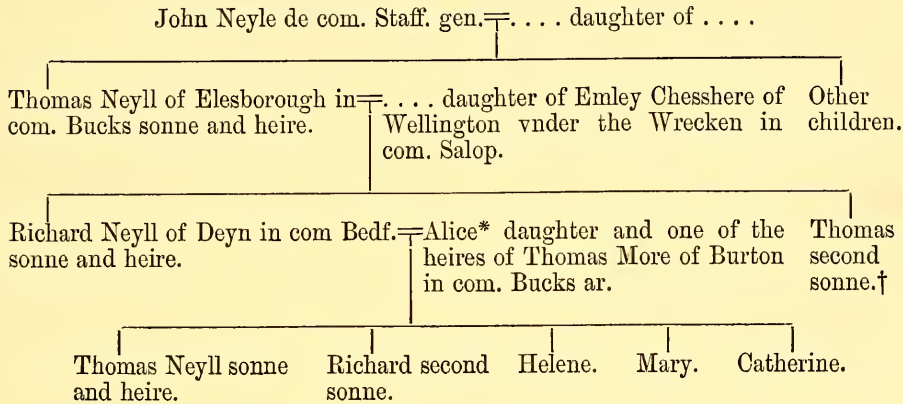 John Neyle de com. Staff. gen.=. . . . daughter of . . . .
Thomas Neyll of Elesborough in=. . . . daughter of Emley Chesshere of
com. Bucks sonne and heire.
Wellington vnder the Wrecken in
com. Salop.
Other
children.
Richard Neyll of Deyn in com Bedf.=Alice* daughter and one of the
sonne and heire.
heires of Thomas More of Burton
in com. Bucks ar.
Thomas
second
sonne.†
Thomas Neyll sonne
and heire.
Richard second
sonne.
Helene.
Mary.
Catherine.